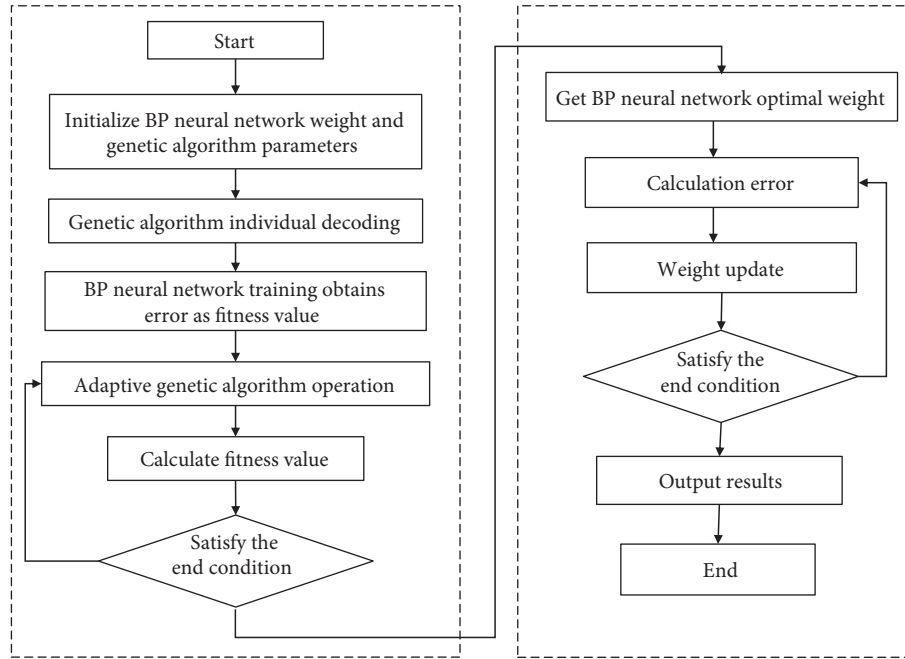 Start
Initialize BP neural network weight and
genetic algorithm parameters
Genetic algorithm individual decoding
BP neural network training obtains
error as fitness value
Adaptive genetic algorithm operation
Calculate fitness value
Satisfy the
end condition
Get BP neural network optimal weight
Calculation error
Weight update
Satisfy the
end condition
Output results
End